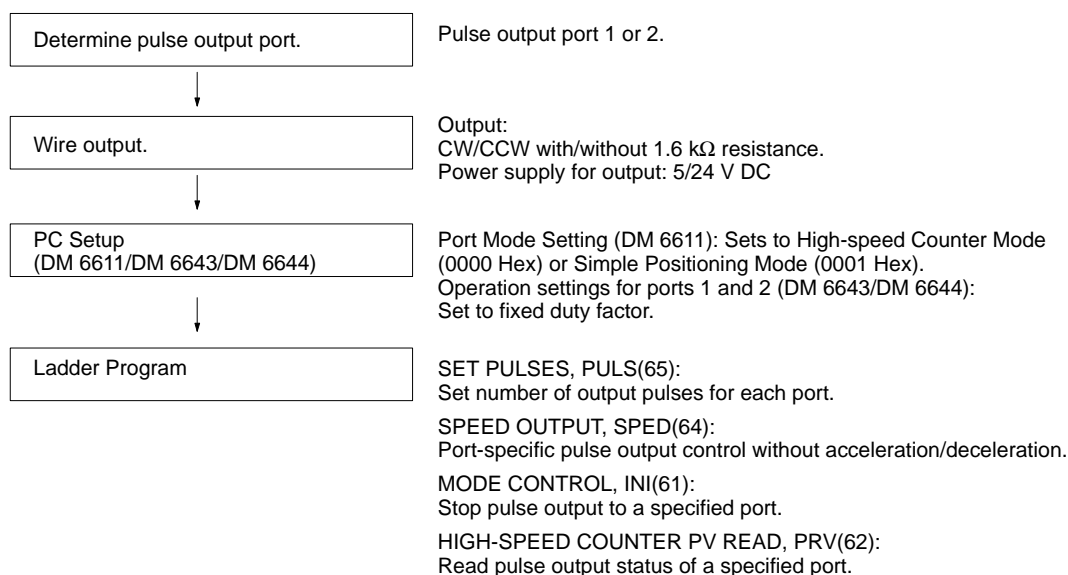 Determine pulse output port.
Pulse output port 1 or 2.
Wire output.
Output:
CW/CCW with/without 1.6 kΩ resistance.
Power supply for output: 5/24 V DC
PC Setup
(DM 6611/DM 6643/DM 6644)
Port Mode Setting (DM 6611): Sets to High-speed Counter Mode
(0000 Hex) or Simple Positioning Mode (0001 Hex).
Operation settings for ports 1 and 2 (DM 6643/DM 6644):
Set to fixed duty factor.
Ladder Program
SET PULSES, PULS(65):
Set number of output pulses for each port.
SPEED OUTPUT, SPED(64):
Port-specific pulse output control without acceleration/deceleration.
MODE CONTROL, INI(61):
Stop pulse output to a specified port.
HIGH-SPEED COUNTER PV READ, PRV(62):
Read pulse output status of a specified port.